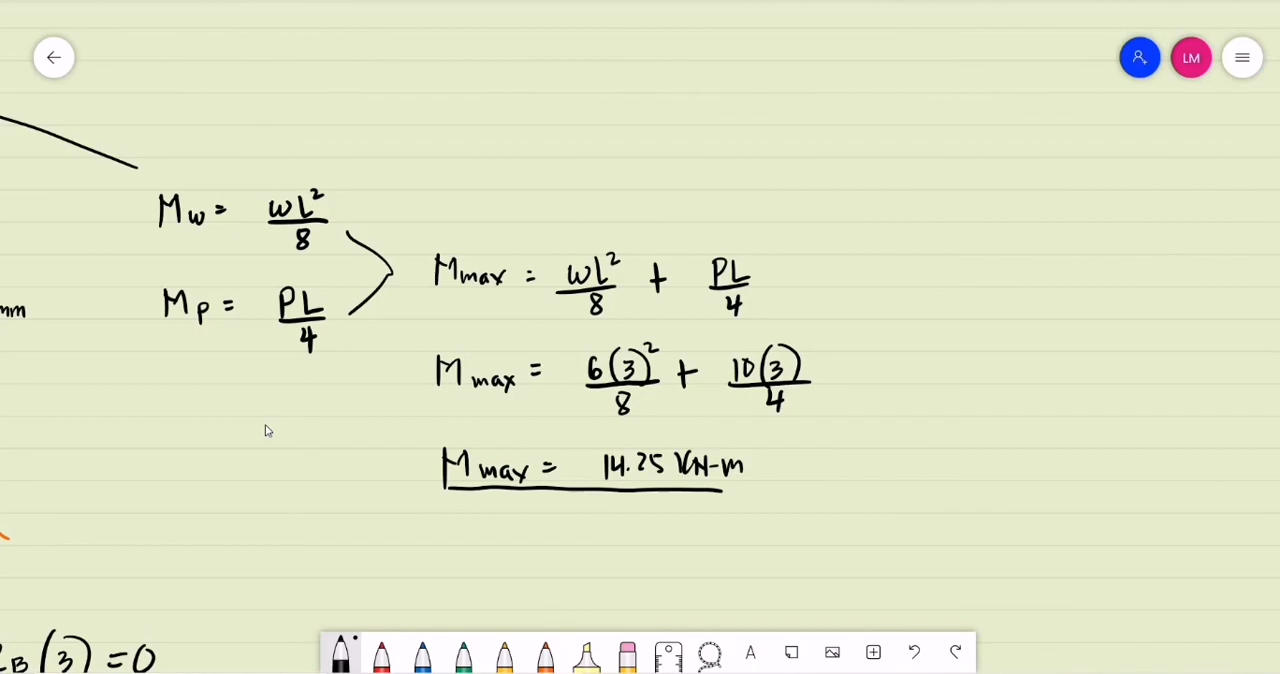 LM
Mw = wL²/8
Mmax = wL²/8 + PL/4
Mp = PL/4
mm
Mmax = 6(3)²/8 + 10(3)/4
Mmax = 14.25 KN-m
B (3) = 0
A